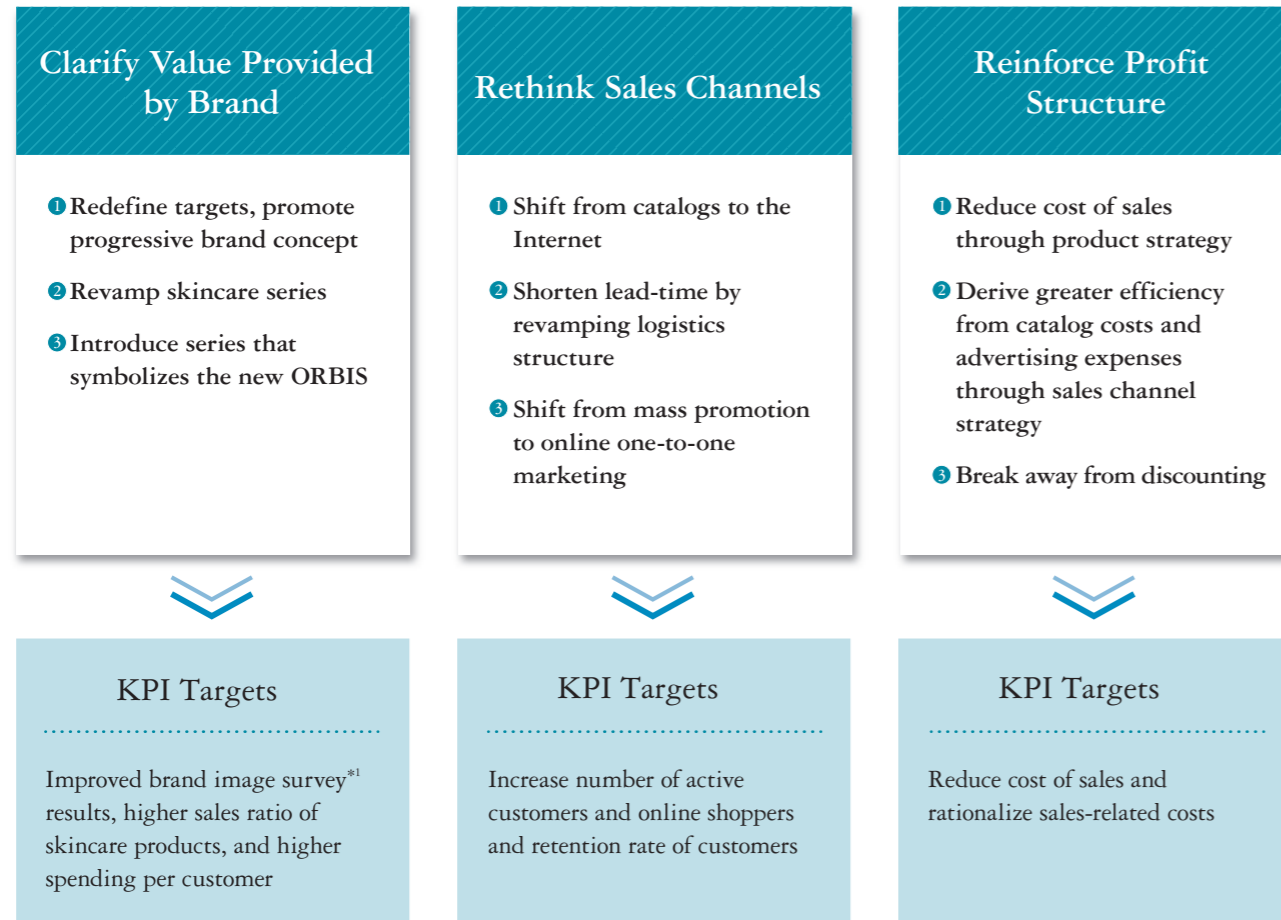 Clarify Value Provided
by Brand
❶ Redefine targets, promote
progressive brand concept
❷ Revamp skincare series
❸ Introduce series that
symbolizes the new ORBIS
KPI Targets
Improved brand image survey*1
results, higher sales ratio of
skincare products, and higher
spending per customer
Rethink Sales Channels
❶ Shift from catalogs to the
Internet
❷ Shorten lead-time by
revamping logistics
structure
❸ Shift from mass promotion
to online one-to-one
marketing
KPI Targets
Increase number of active
customers and online shoppers
and retention rate of customers
Reinforce Profit
Structure
❶ Reduce cost of sales
through product strategy
❷ Derive greater efficiency
from catalog costs and
advertising expenses
through sales channel
strategy
❸ Break away from discounting
KPI Targets
Reduce cost of sales and
rationalize sales-related costs